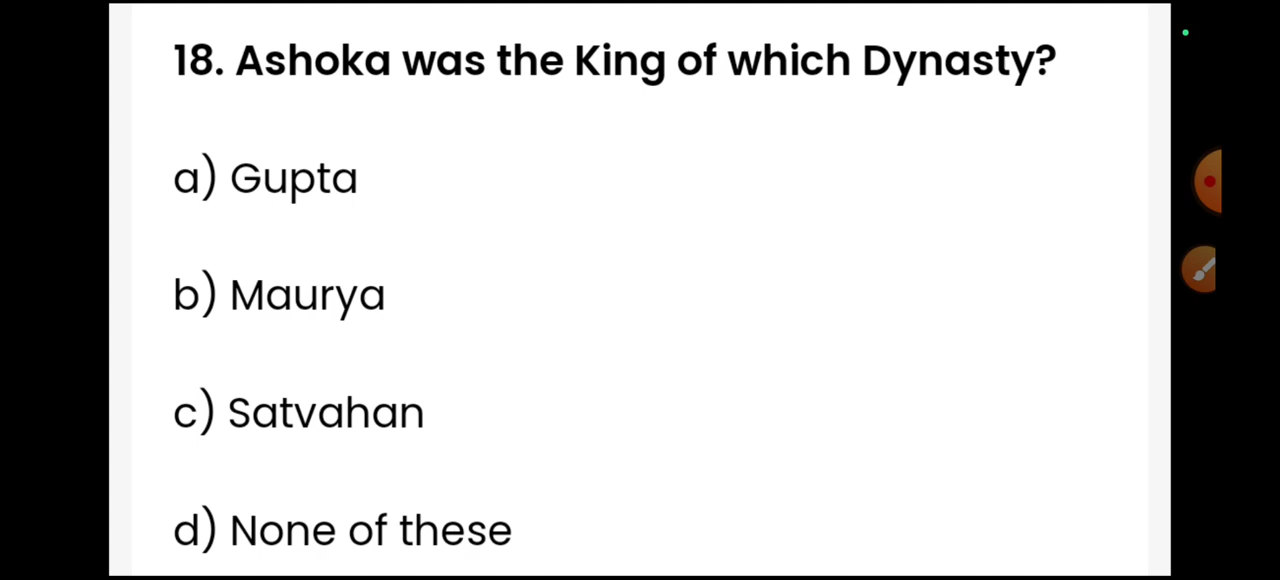 18. Ashoka was the King of which Dynasty?
a) Gupta
b) Maurya
c) Satvahan
d) None of these